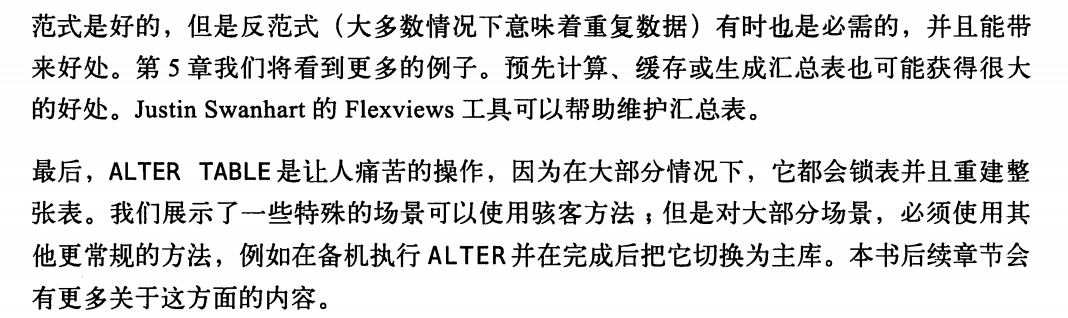 范式是好的，但是反范式（大多数情况下意味着重复数据）有时也是必需的，并且能带
来好处。第 5 章我们将看到更多的例子。预先计算、缓存或生成汇总表也可能获得很大
的好处。Justin Swanhart 的 Flexviews 工具可以帮助维护汇总表。
最后，ALTER TABLE 是让人痛苦的操作，因为在大部分情况下，它都会锁表并且重建整
张表。我们展示了一些特殊的场景可以使用骇客方法；但是对大部分场景，必须使用其
他更常规的方法，例如在备机执行 ALTER 并在完成后把它切换为主库。本书后续章节会
有更多关于这方面的内容。